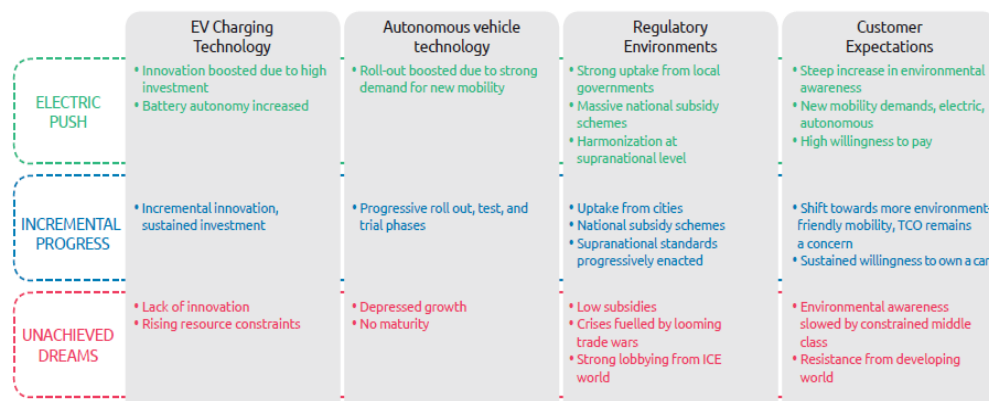 EV Charging
Technology
Autonomous vehicle
technology
Regulatory
Environments
Customer
Expectations
ELECTRIC
PUSH
• Innovation boosted due to high
investment
• Battery autonomy increased
• Roll-out boosted due to strong
demand for new mobility
• Strong uptake from local
governments
• Massive national subsidy
schemes
• Harmonization at
supranational level
• Steep increase in environmental
awareness
• New mobility demands, electric,
autonomous
• High willingness to pay
INCREMENTAL
PROGRESS
• Incremental innovation,
sustained investment
• Progressive roll out, test, and
trial phases
• Uptake from cities
• National subsidy schemes
• Supranational standards
progressively enacted
• Shift towards more environment-
friendly mobility, TCO remains
a concern
• Sustained willingness to own a car
UNACHIEVED
DREAMS
• Lack of innovation
• Rising resource constraints
• Depressed growth
• No maturity
• Low subsidies
• Crises fuelled by looming
trade wars
• Strong lobbying from ICE
world
• Environmental awareness
slowed by constrained middle
class
• Resistance from developing
world